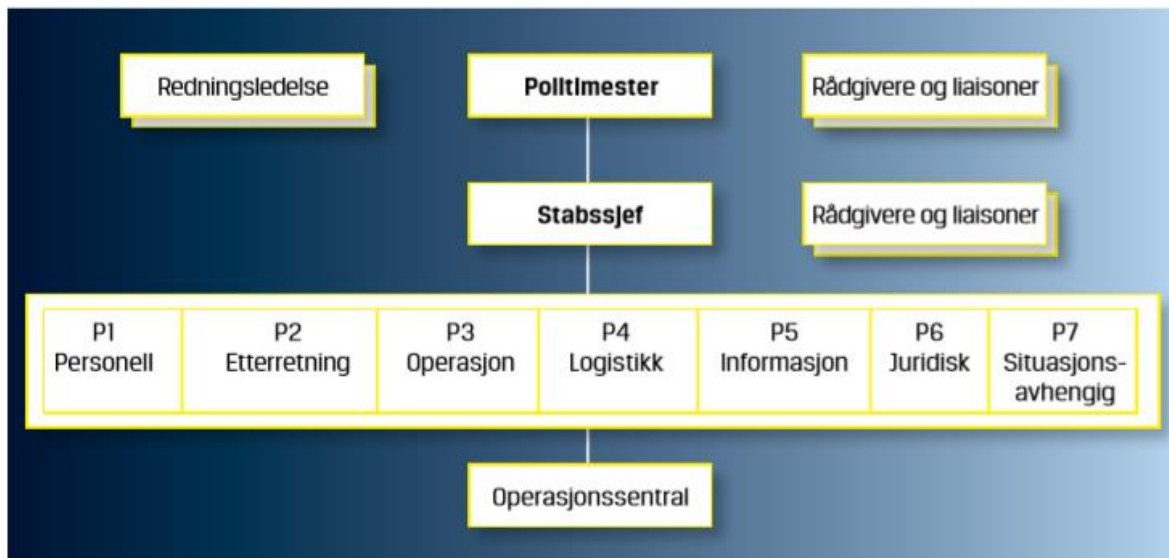 Redningsledelse
Politimester
Rådgivere og liaisoner
Stabssjef
Rådgivere og liaisoner
P1
Personell
P2
Etterretning
P3
Operasjon
P4
Logistikk
P5
Informasjon
P6
Juridisk
P7
Situasjons-
avhengig
Operasjonssentral